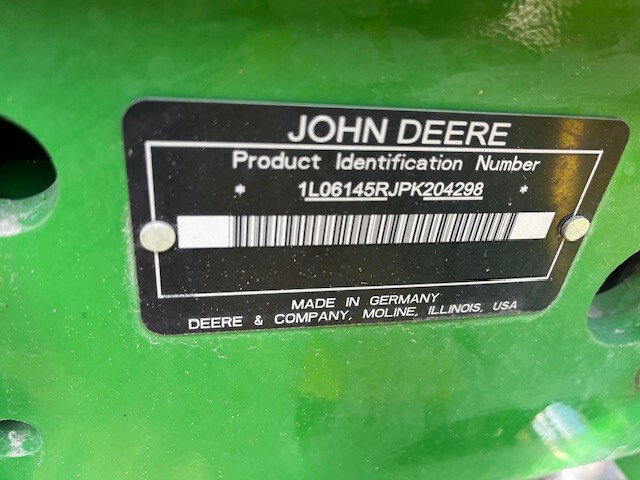 JOHN DEERE
Product Identification Number
* 1L06145RJPK204298 *
MADE IN GERMANY
DEERE & COMPANY, MOLINE, ILLINOIS, USA